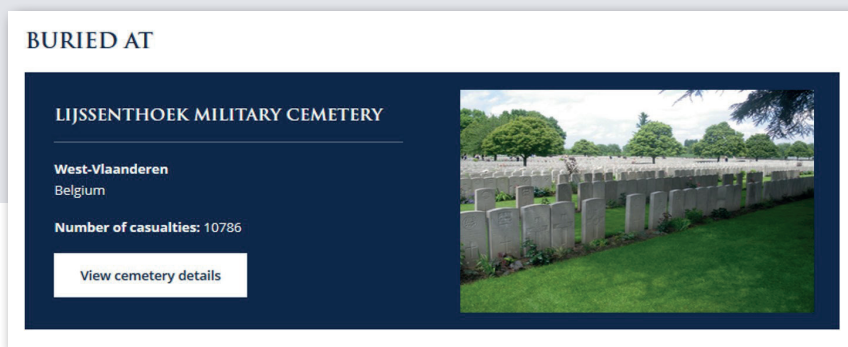 BURIED AT
LIJSSENTHOEK MILITARY CEMETERY
West-Vlaanderen
Belgium
Number of casualties: 10786
View cemetery details